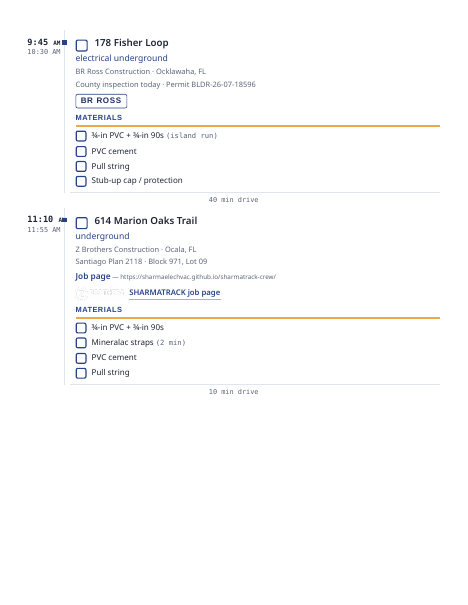 9:45 AM
10:30 AM
178 Fisher Loop
electrical underground
BR Ross Construction · Ocklawaha, FL
County inspection today · Permit BLDR-26-07-18596
BR ROSS
MATERIALS
¾-in PVC + ¾-in 90s (island run)
PVC cement
Pull string
Stub-up cap / protection
40 min drive
11:10 A
11:55 AM
614 Marion Oaks Trail
underground
Z Brothers Construction · Ocala, FL
Santiago Plan 2118 · Block 971, Lot 09
Job page — https://sharmaelechvac.github.io/sharmatrack-crew/
SHARMATRACK job page
MATERIALS
¾-in PVC + ¾-in 90s
Mineralac straps (2 min)
PVC cement
Pull string
10 min drive